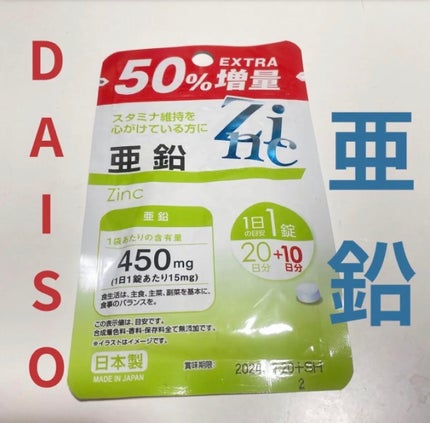 DAISO
EXTRA
50%増量
スタミナ維持を
心がけている方に
Zinc
亜鉛
Zinc
亜鉛
亜鉛
1袋あたりの含有量
450mg
(1日1錠あたり15mg)
1日の目安1錠
20日分+10日分
食生活は、主食、主菜、副菜を基本に、
食事のバランスを。
この表示値は、目安です。
合成着色料・香料・保存料全て無添加です。
※イラストはイメージです。
日本製
MADE IN JAPAN
賞味期限:
2024
+SH
2